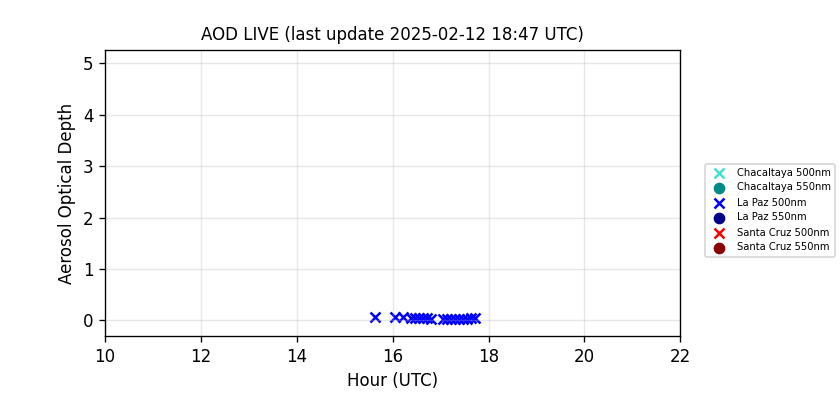 AOD LIVE (last update 2025-02-12 18:47 UTC)
Aerosol Optical Depth
5
4
3
2
1
0
10 12 14 16 18 20 22
Hour (UTC)
Chacaltaya 500nm
Chacaltaya 550nm
La Paz 500nm
La Paz 550nm
Santa Cruz 500nm
Santa Cruz 550nm